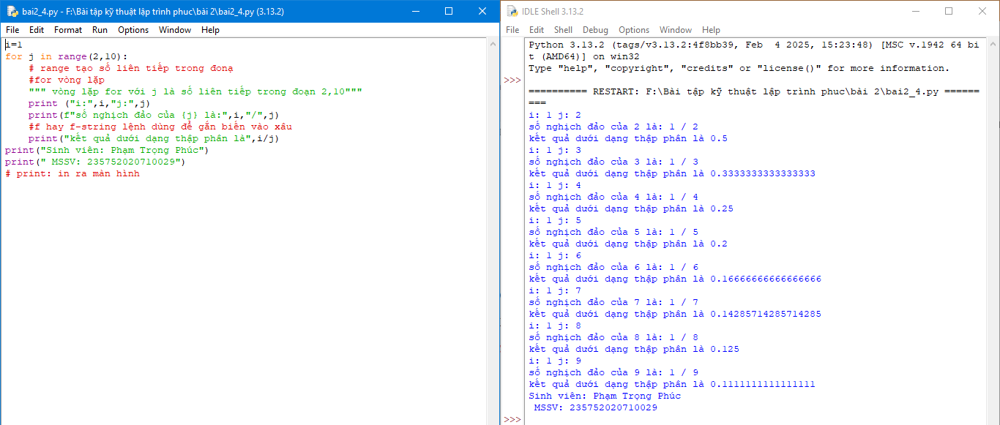 bai2_4.py - F:\Bài tập kỹ thuật lập trình phuc\bài 2\bai2_4.py (3.13.2)
File Edit Format Run Options Window Help
i=1
for j in range(2,10):
    # range tạo số liên tiếp trong đonạ
    #for vòng lặp
    """ vòng lặp for với j là số liên tiếp trong đoạn 2,10"""
    print ("i:",i,"j:",j)
    print(f"số nghịch đảo của {j} là:",i,"/",j)
    #f hay f-string lệnh dùng để gắn biến vào xâu
    print("kết quả dưới dạng thập phân là",i/j)
print("Sinh viên: Phạm Trọng Phúc")
print(" MSSV: 235752020710029")
# print: in ra màn hình
IDLE Shell 3.13.2
File Edit Shell Debug Options Window Help
Python 3.13.2 (tags/v3.13.2:4f8bb39, Feb  4 2025, 15:23:48) [MSC v.1942 64 bi
t (AMD64)] on win32
Type "help", "copyright", "credits" or "license()" for more information.
>>>
========== RESTART: F:\Bài tập kỹ thuật lập trình phuc\bài 2\bai2_4.py ======
===
i: 1 j: 2
số nghịch đảo của 2 là: 1 / 2
kết quả dưới dạng thập phân là 0.5
i: 1 j: 3
số nghịch đảo của 3 là: 1 / 3
kết quả dưới dạng thập phân là 0.3333333333333333
i: 1 j: 4
số nghịch đảo của 4 là: 1 / 4
kết quả dưới dạng thập phân là 0.25
i: 1 j: 5
số nghịch đảo của 5 là: 1 / 5
kết quả dưới dạng thập phân là 0.2
i: 1 j: 6
số nghịch đảo của 6 là: 1 / 6
kết quả dưới dạng thập phân là 0.16666666666666666
i: 1 j: 7
số nghịch đảo của 7 là: 1 / 7
kết quả dưới dạng thập phân là 0.14285714285714285
i: 1 j: 8
số nghịch đảo của 8 là: 1 / 8
kết quả dưới dạng thập phân là 0.125
i: 1 j: 9
số nghịch đảo của 9 là: 1 / 9
kết quả dưới dạng thập phân là 0.1111111111111111
Sinh viên: Phạm Trọng Phúc
 MSSV: 235752020710029
>>>